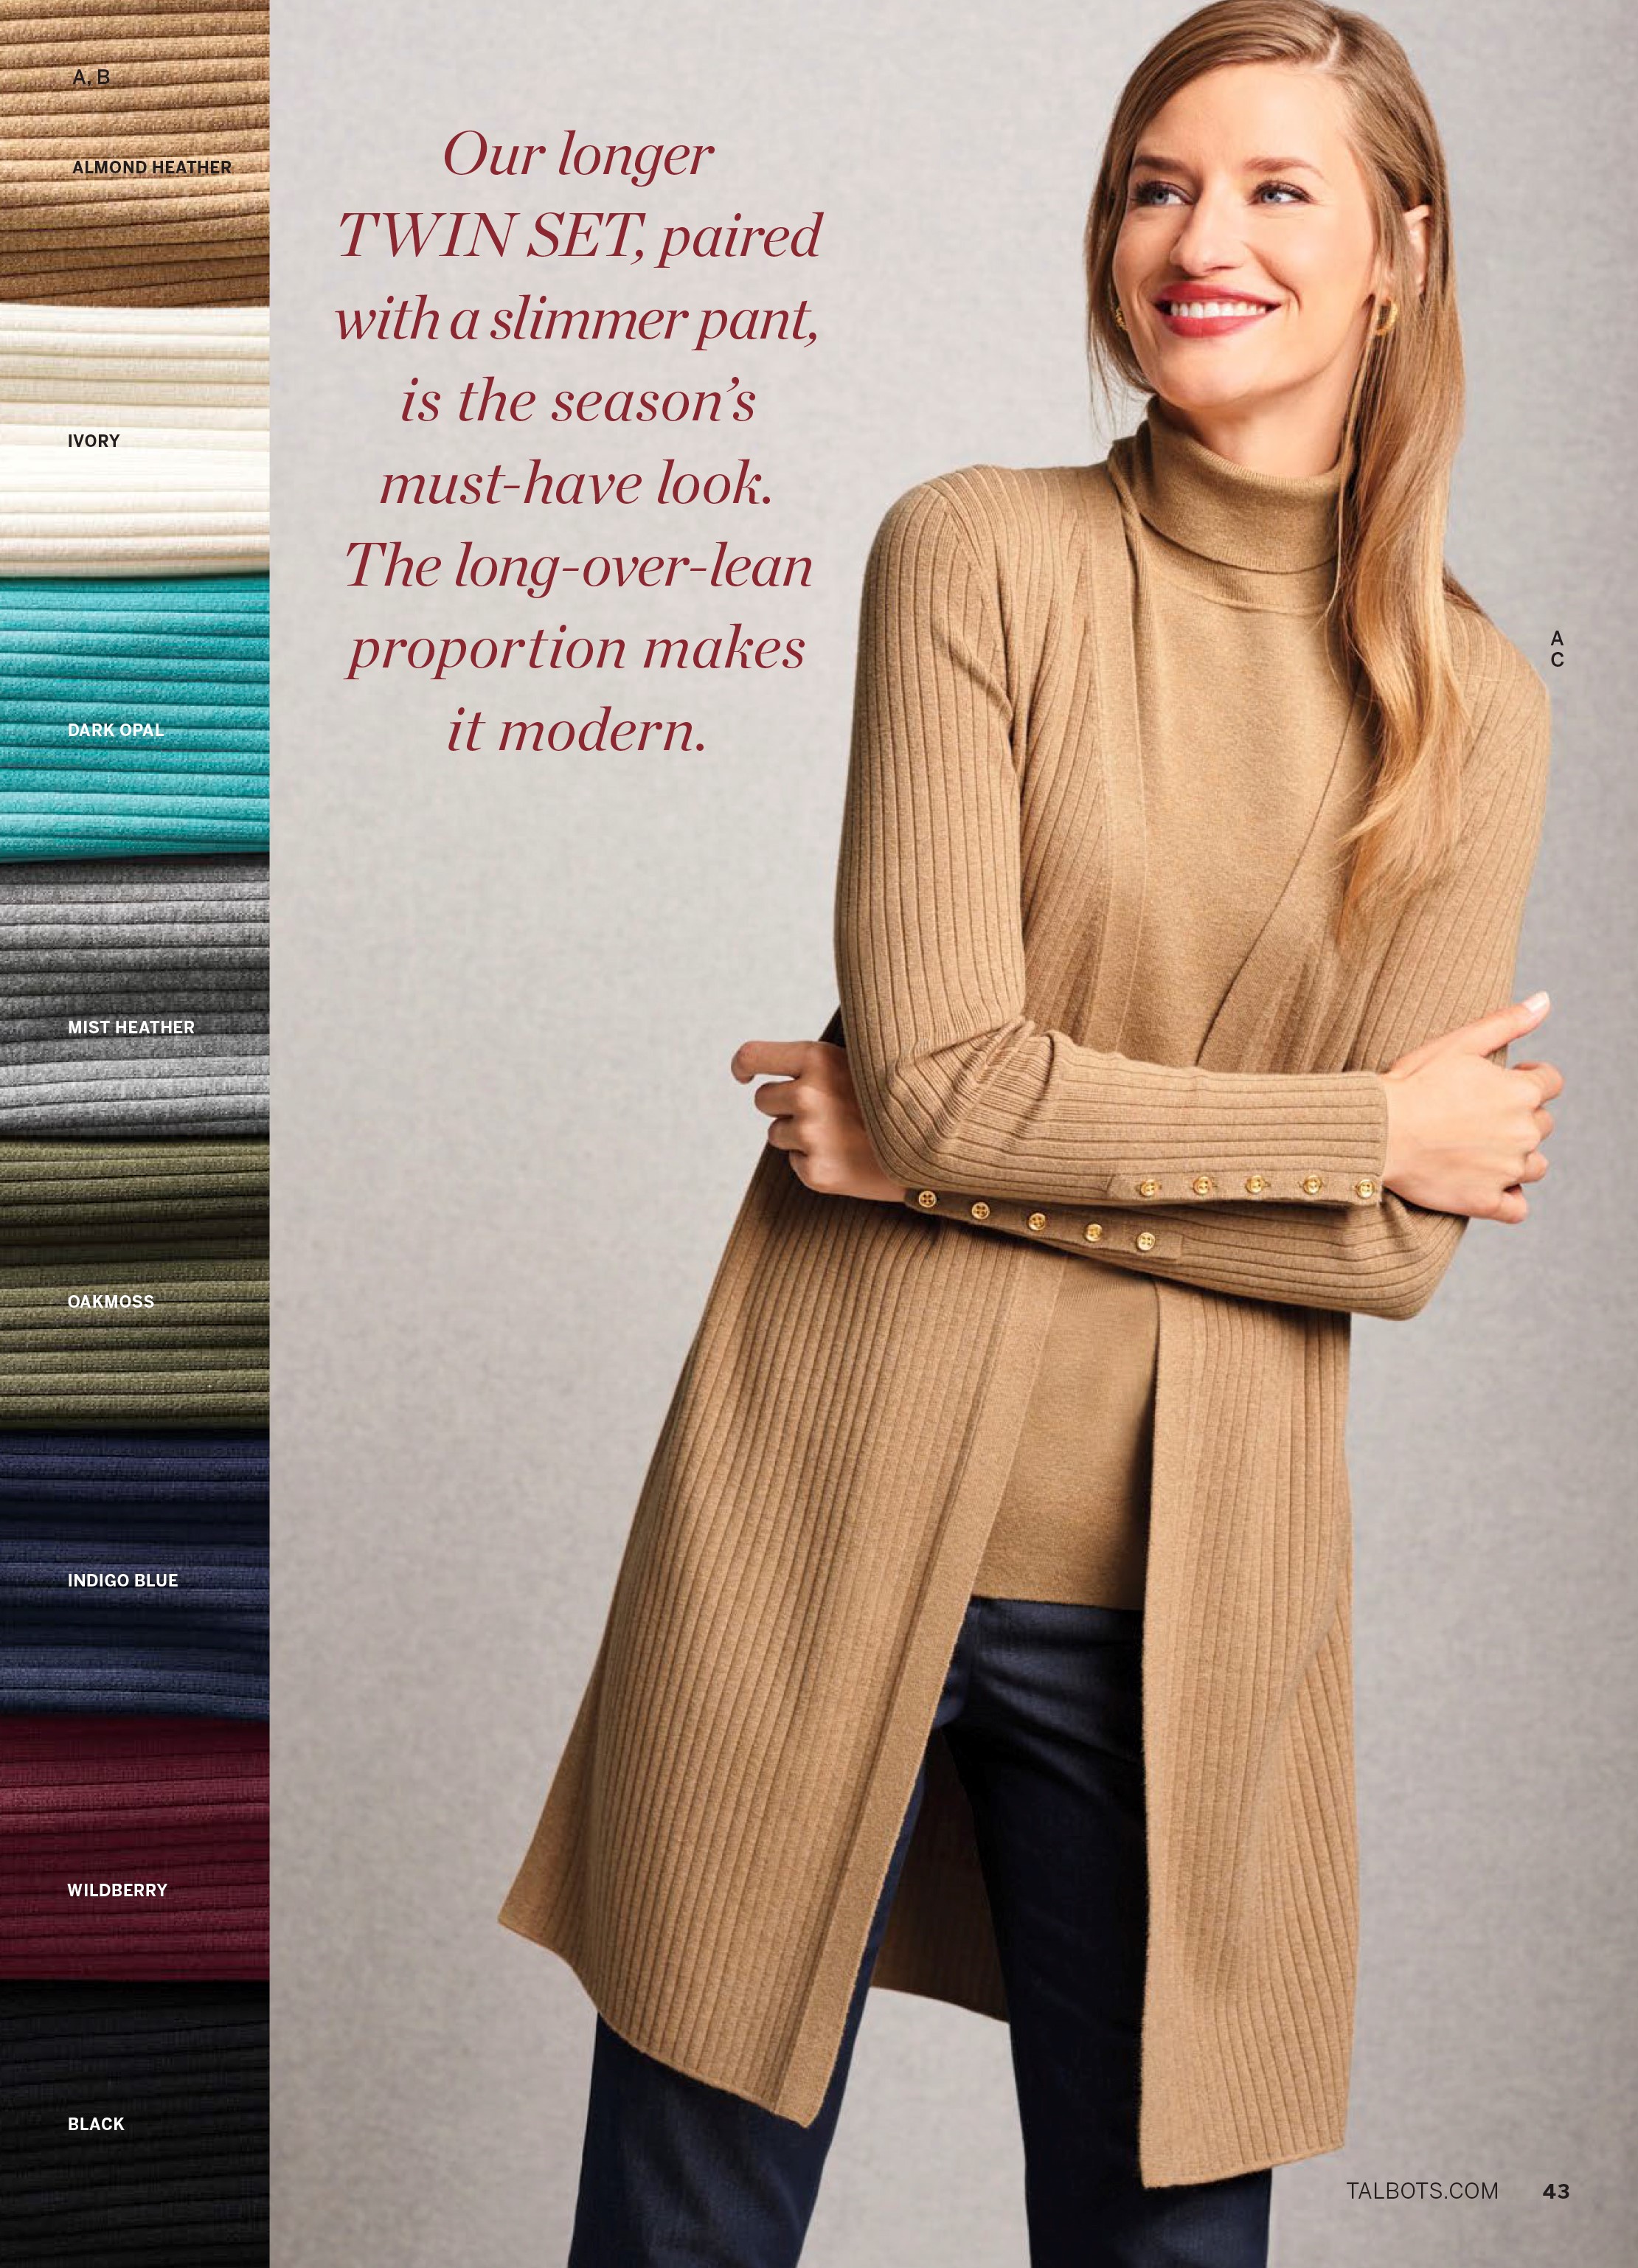 A, B
ALMOND HEATHER
IVORY
DARK OPAL
MIST HEATHER
OAKMOSS
INDIGO BLUE
WILDBERRY
BLACK
Our longer
TWIN SET, paired
with a slimmer pant,
is the season’s
must-have look.
The long-over-lean
proportion makes
it modern.
A
C
TALBOTS.COM 43